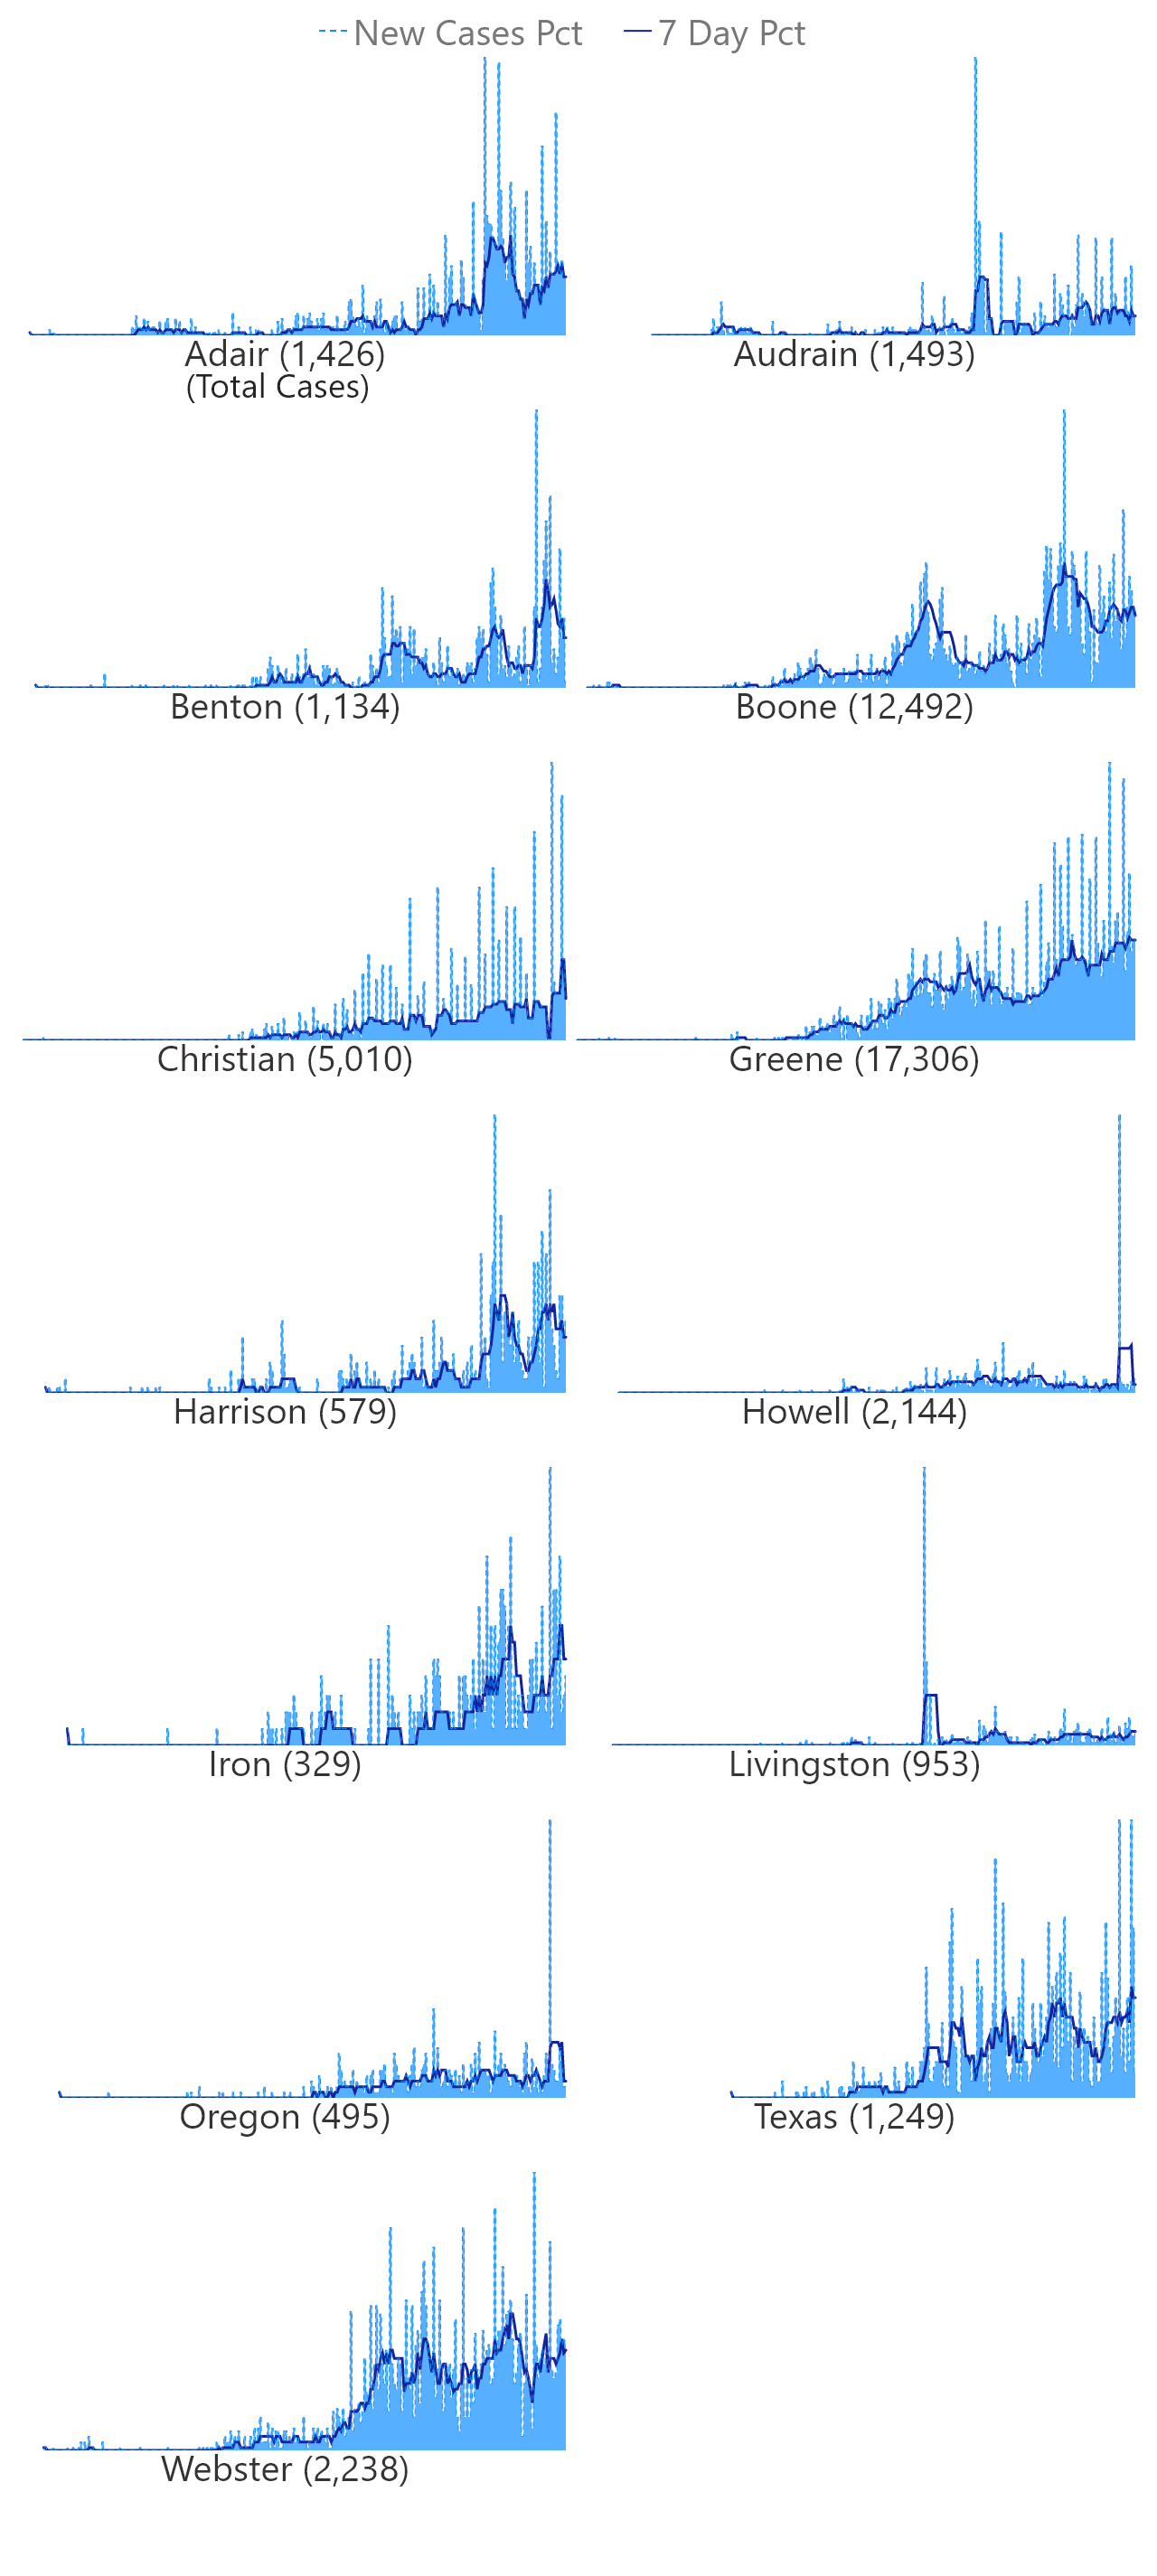 New Cases Pct 7 Day Pct
Adair (1,426) Audrain (1,493)
(Total Cases)
Benton (1,134) Boone (12,492)
Christian (5,010) Greene (17,306)
Harrison (579) Howell (2,144)
Iron (329) Livingston (953)
Oregon (495) Texas (1,249)
Webster (2,238)